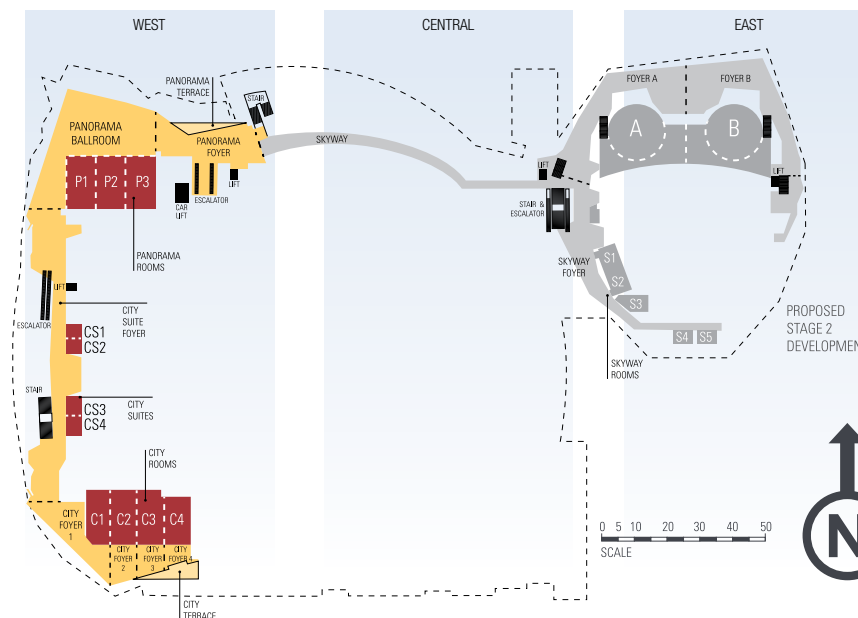 WEST
CENTRAL
EAST
PANORAMA
TERRACE
STAIR
FOYER A
FOYER B
PANORAMA
BALLROOM
PANORAMA
FOYER
SKYWAY
A
B
P1
P2
P3
LIFT
CAR
LIFT
ESCALATOR
LIFT
STAIR &
ESCALATOR
LIFT
PANORAMA
ROOMS
SKYWAY
FOYER
S1
S2
S3
S4
S5
LIFT
ESCALATOR
CITY
SUITE
FOYER
CS1
CS2
PROPOSED
STAGE 2
DEVELOPMENT
SKYWAY
ROOMS
STAIR
CS3
CS4
CITY
SUITES
CITY
ROOMS
C1
C2
C3
C4
CITY
FOYER
1
CITY
FOYER
2
CITY
FOYER
3
CITY
FOYER 4
CITY
TERRACE
0 5 10 20 30 40 50
SCALE
N